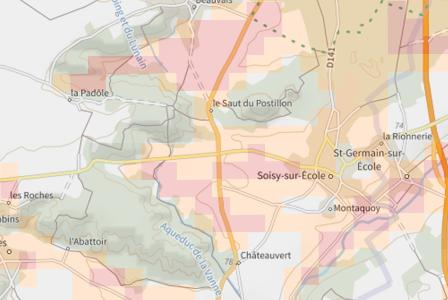 Beauvais
D141
la Padôle
le Saut du Postillon
74
la Rionnerie
St-Germain-sur-
École
Soisy-sur-École
les Roches
Montaquoy
l'Abattoir
Aqueduc de la Vanne
78
Châteauvert